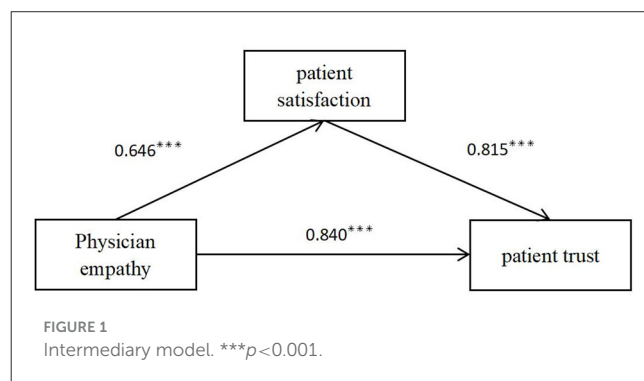 patient
satisfaction
0.646***
0.815***
Physician
empathy
0.840***
patient trust
FIGURE 1
Intermediary model. ***p<0.001.